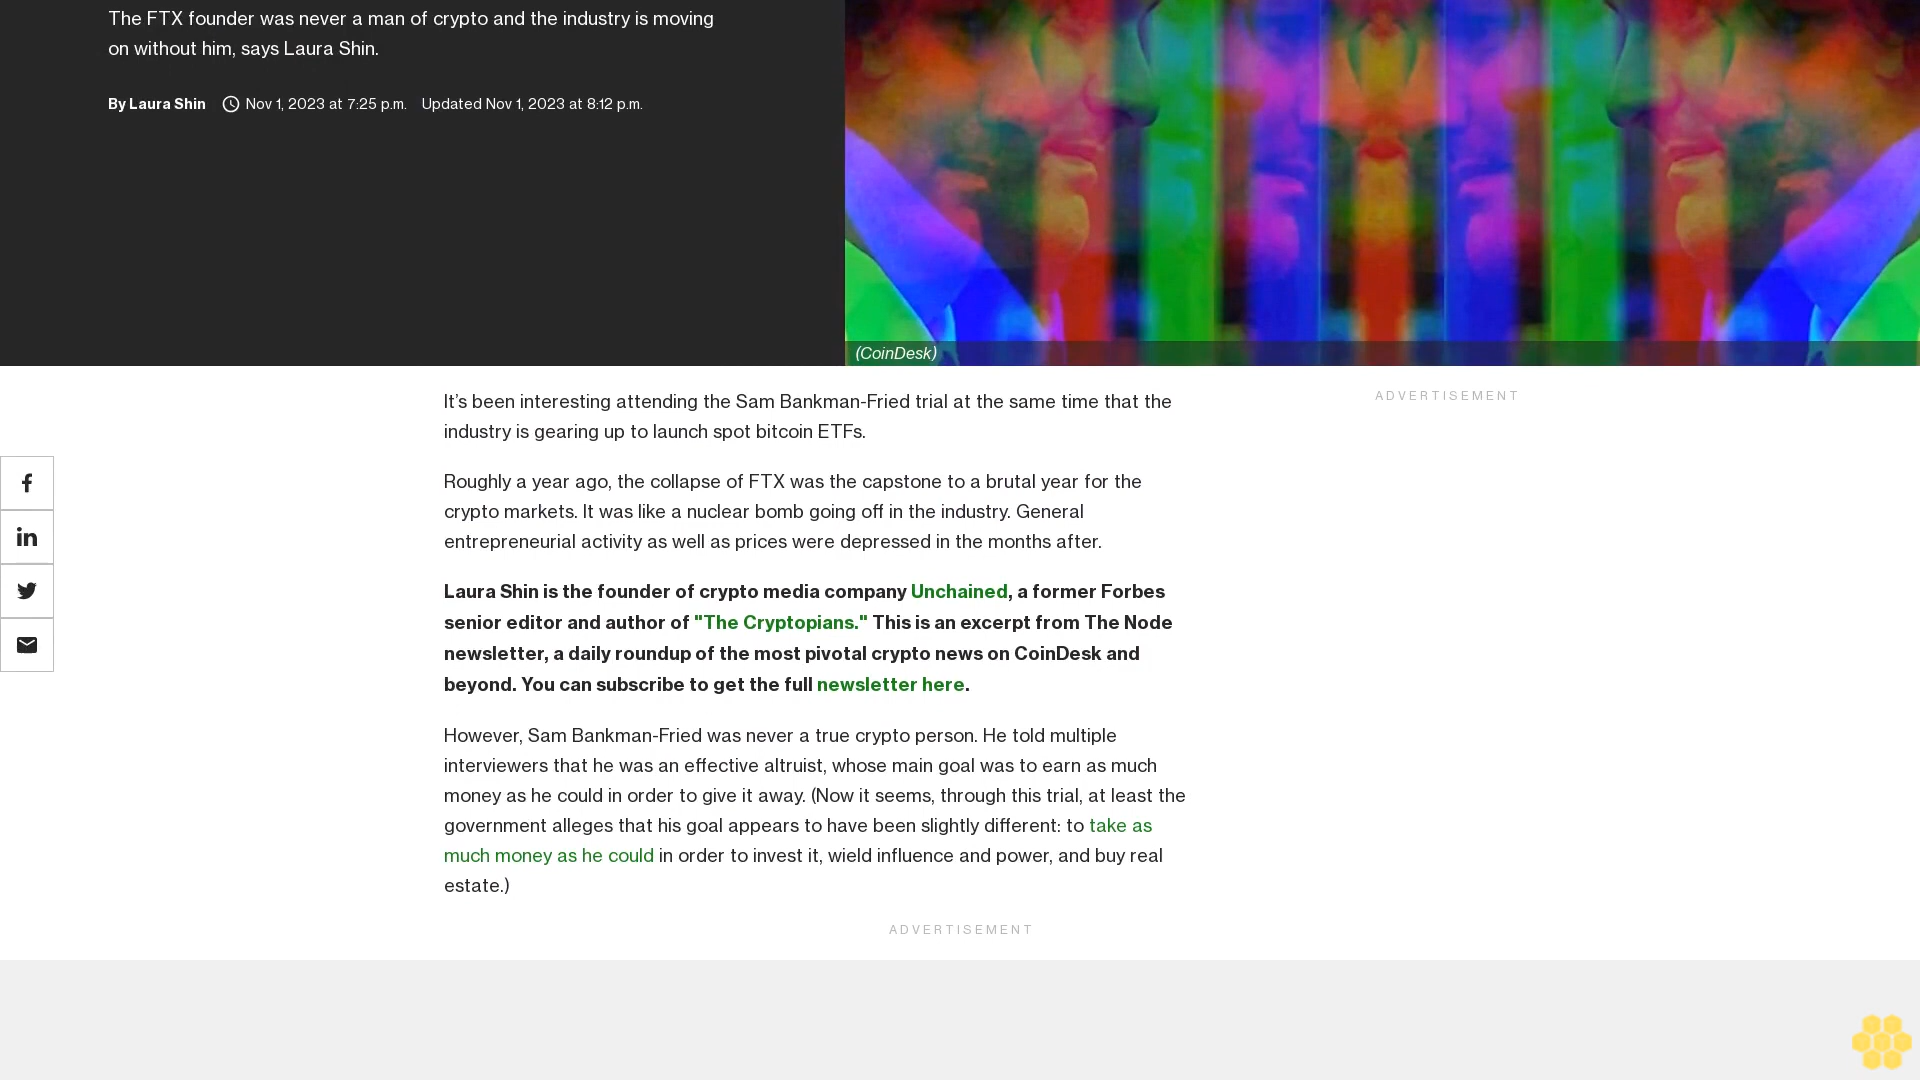 The FTX founder was never a man of crypto and the industry is moving
on without him, says Laura Shin.
By Laura Shin Nov 1, 2023 at 7:25 p.m. Updated Nov 1, 2023 at 8:12 p.m.
(CoinDesk)
It’s been interesting attending the Sam Bankman-Fried trial at the same time that the
industry is gearing up to launch spot bitcoin ETFs.
ADVERTISEMENT
Roughly a year ago, the collapse of FTX was the capstone to a brutal year for the
crypto markets. It was like a nuclear bomb going off in the industry. General
entrepreneurial activity as well as prices were depressed in the months after.
Laura Shin is the founder of crypto media company Unchained, a former Forbes
senior editor and author of "The Cryptopians." This is an excerpt from The Node
newsletter, a daily roundup of the most pivotal crypto news on CoinDesk and
beyond. You can subscribe to get the full newsletter here.
However, Sam Bankman-Fried was never a true crypto person. He told multiple
interviewers that he was an effective altruist, whose main goal was to earn as much
money as he could in order to give it away. (Now it seems, through this trial, at least the
government alleges that his goal appears to have been slightly different: to take as
much money as he could in order to invest it, wield influence and power, and buy real
estate.)
ADVERTISEMENT